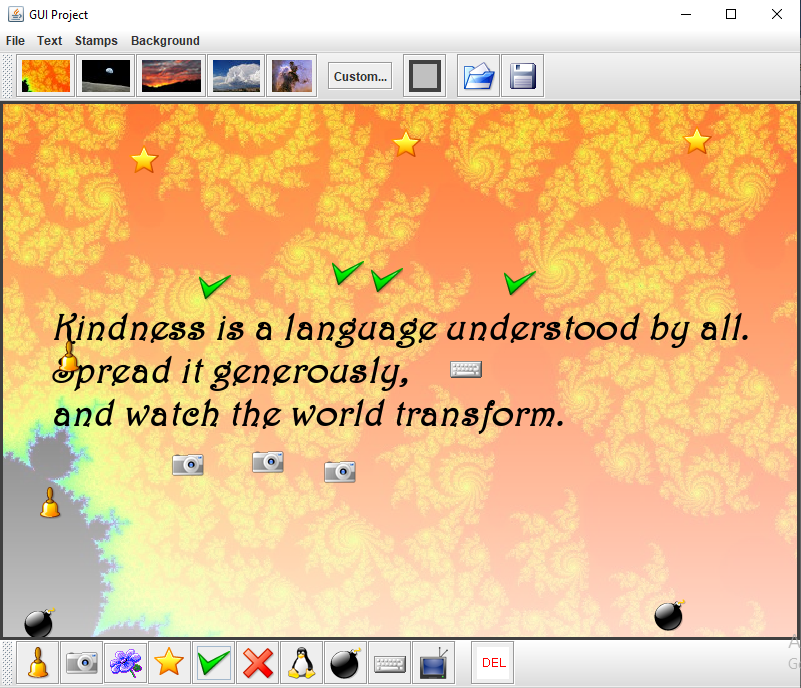 GUI Project
File Text Stamps Background
Custom...
Kindness is a language understood by all.
Spread it generously,
and watch the world transform.
DEL